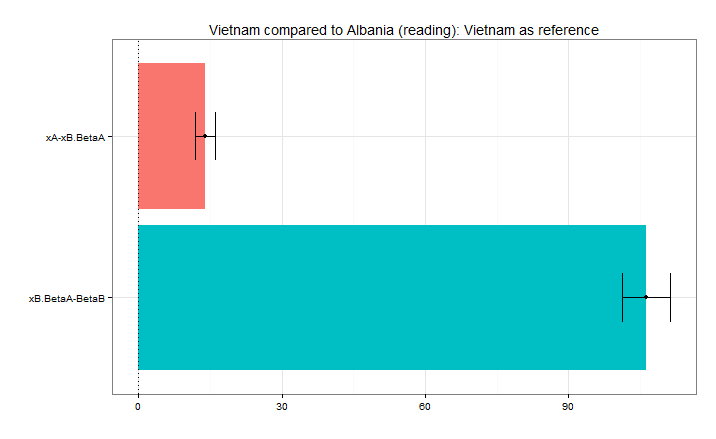 Vietnam compared to Albania (reading): Vietnam as reference
xA-xB.BetaA
xB.BetaA-BetaB
0 30 60 90